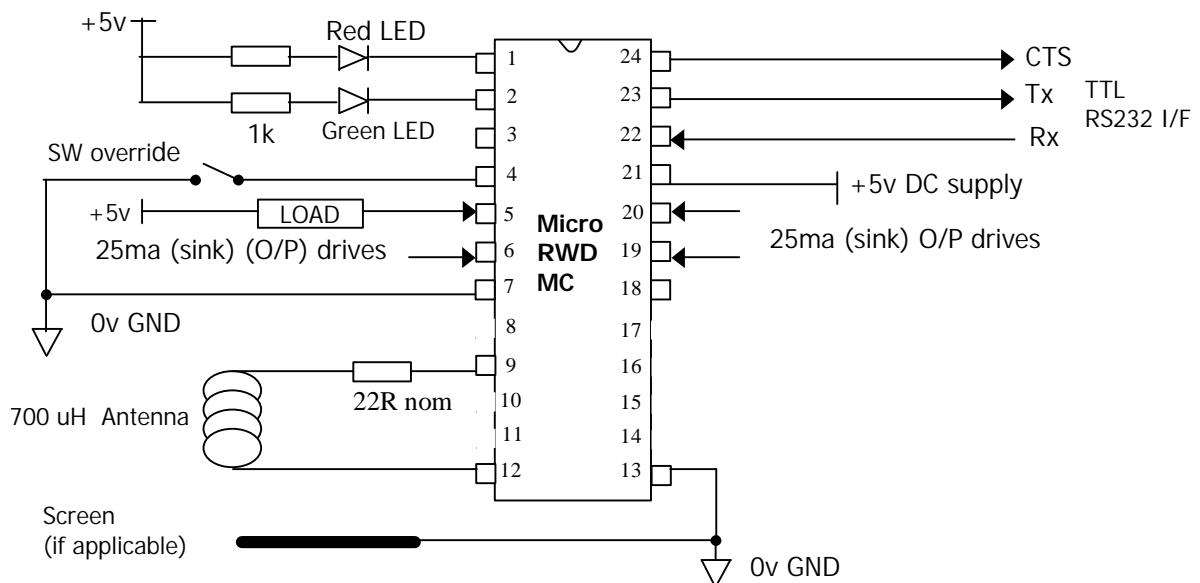 +5v
Red LED
1k
Green LED
SW override
+5v
LOAD
25ma (sink) (O/P) drives
0v GND
700 uH Antenna
22R nom
Screen
(if applicable)
1
2
3
4
5
6
7
8
9
10
11
12
Micro
RWD
MC
24
23
22
21
20
19
18
17
16
15
14
13
CTS
Tx
Rx
TTL
RS232 I/F
+5v DC supply
25ma (sink) O/P drives
0v GND